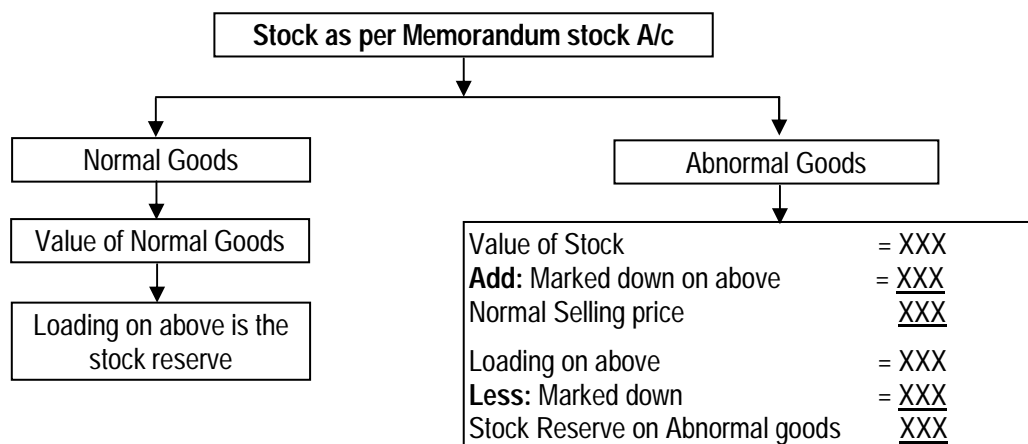 Stock as per Memorandum stock A/c
Normal Goods
Abnormal Goods
Value of Normal Goods
Loading on above is the
stock reserve
Value of Stock = XXX
Add: Marked down on above = XXX
Normal Selling price XXX
Loading on above = XXX
Less: Marked down = XXX
Stock Reserve on Abnormal goods XXX